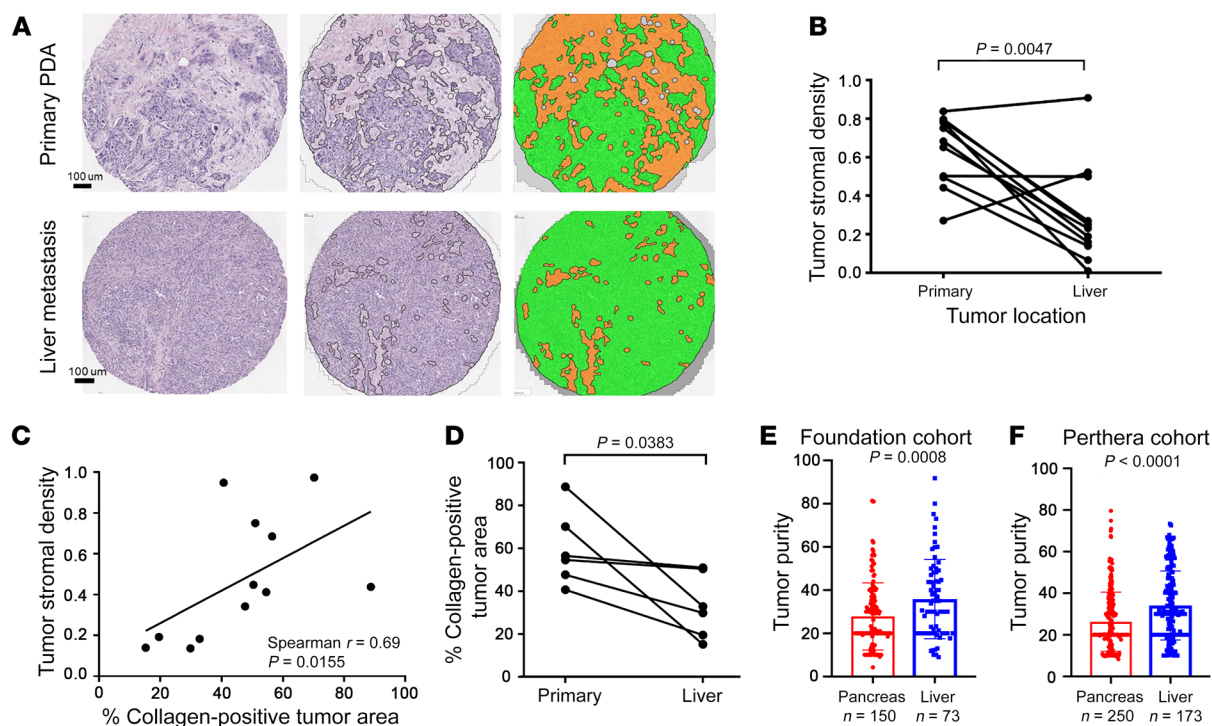 A
Primary PDA
100 um
Liver metastasis
100 um
B
P = 0.0047
Tumor stromal density
1.0
0.8
0.6
0.4
0.2
0.0
Primary
Liver
Tumor location
C
Tumor stromal density
1.0
0.8
0.6
0.4
0.2
0
0
20
40
60
80
100
Spearman r = 0.69
P = 0.0155
% Collagen-positive tumor area
D
P = 0.0383
% Collagen-positive
tumor area
100
80
60
40
20
0
Primary
Liver
E
Foundation cohort
P = 0.0008
Tumor purity
100
80
60
40
20
0
Pancreas
n = 150
Liver
n = 73
F
Perthera cohort
P < 0.0001
Tumor purity
100
80
60
40
20
0
Pancreas
n = 250
Liver
n = 173